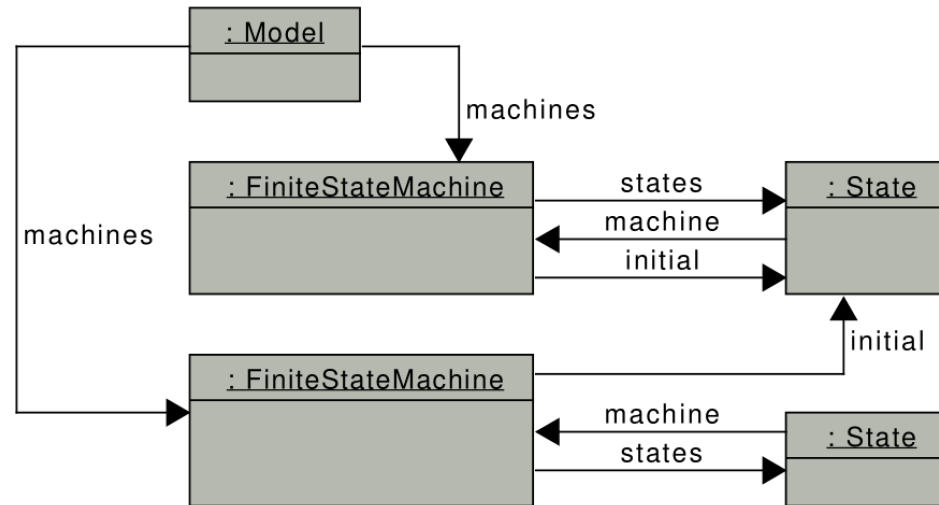 : Model
machines
: FiniteStateMachine
states
: State
machine
machines
initial
initial
: FiniteStateMachine
machine
: State
states